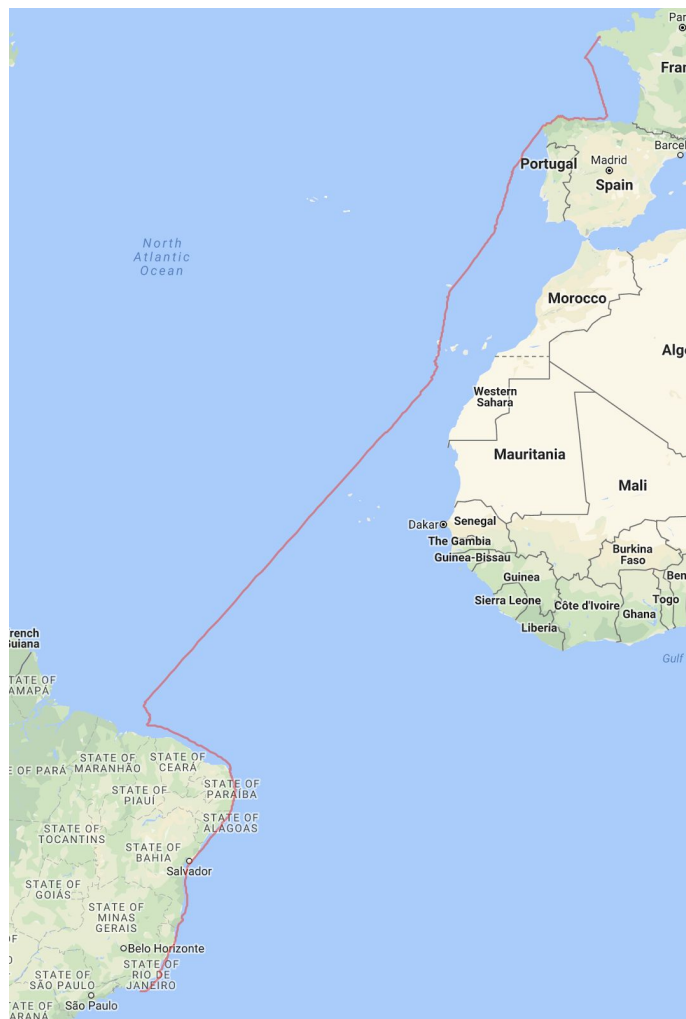 Par
Fran
Barcel
Portugal
Madrid
Spain
North
Atlantic
Ocean
Morocco
Alge
Western
Sahara
Mauritania
Mali
Dakar
Senegal
The Gambia
Guinea-Bissau
Burkina
Faso
Guinea
Ben
Togo
Sierra Leone
Côte d'Ivoire
Ghana
Liberia
French
Guiana
Gulf
TATE OF
AMAPÁ
E OF PARÁ
STATE OF
MARANHÃO
STATE OF
CEARÁ
STATE OF
PARAÍBA
STATE OF
PIAUÍ
STATE OF
ALAGOAS
STATE OF
TOCANTINS
STATE OF
BAHIA
Salvador
STATE OF
GOIÁS
STATE OF
MINAS
GERAIS
OF
O
Belo Horizonte
STATE OF
RIO DE
JANEIRO
STATE OF
SÃO PAULO
São Paulo
TATE OF
ARANÁ